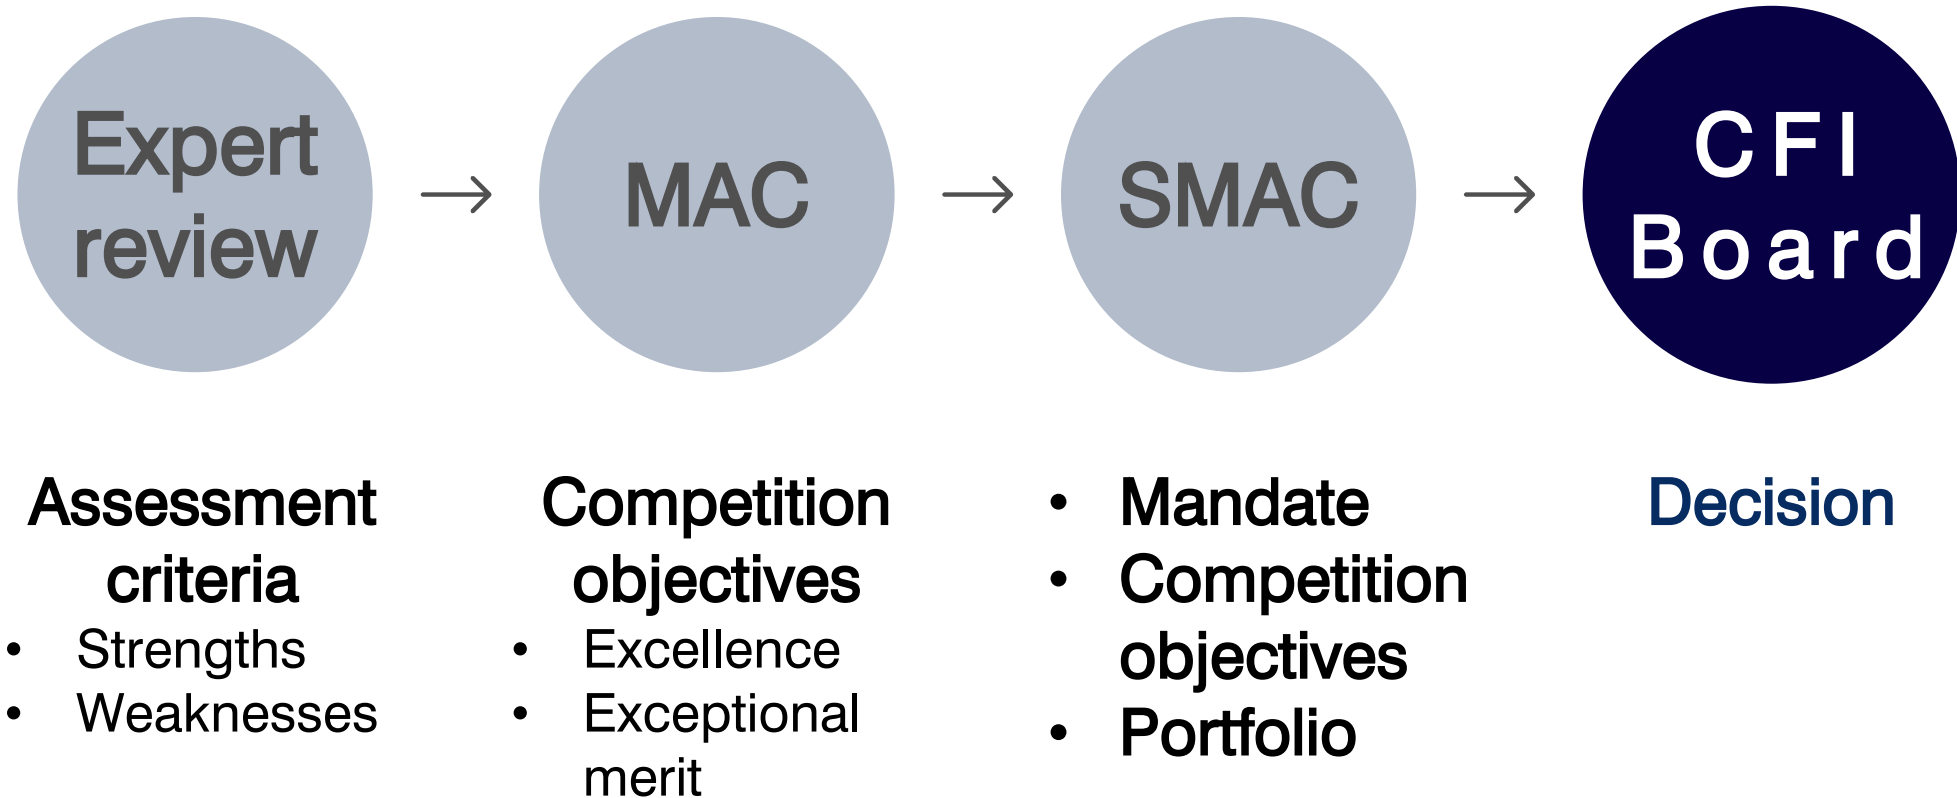 Expert
review
→
MAC
→
SMAC
→
CFI
Board
Assessment
criteria
• Strengths
• Weaknesses
Competition
objectives
• Excellence
• Exceptional
merit
• Mandate
• Competition
objectives
• Portfolio
Decision